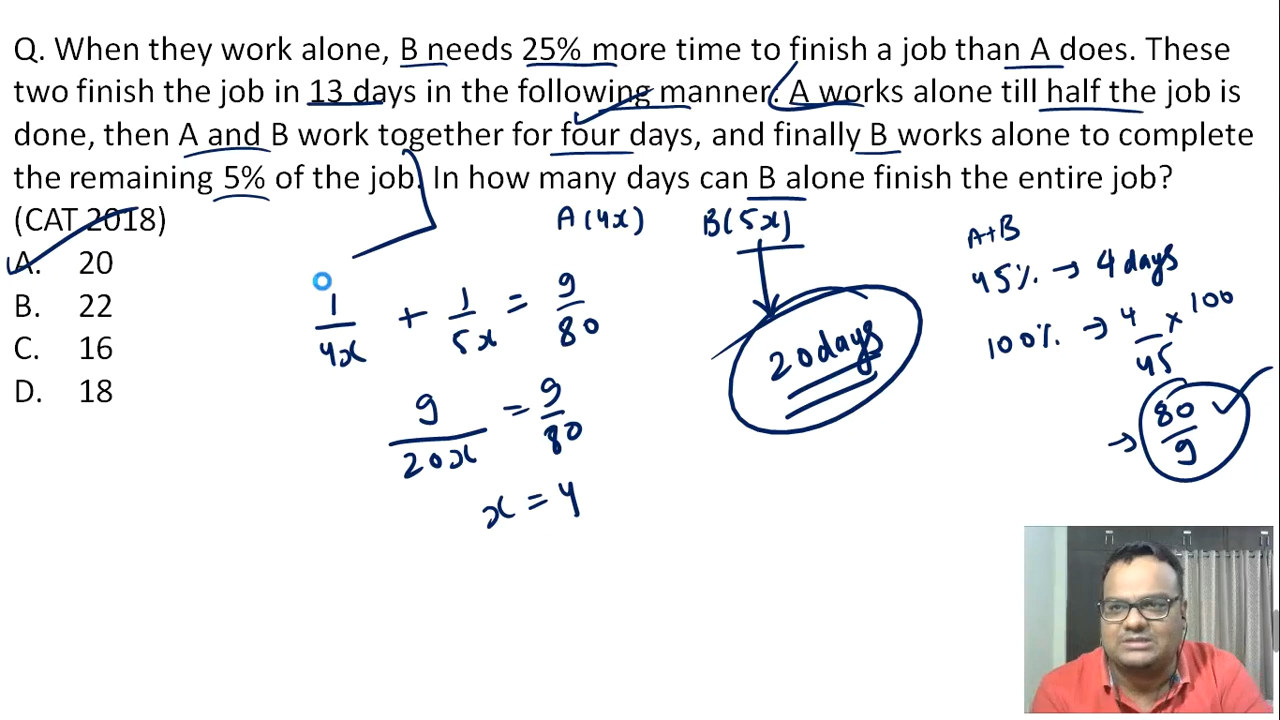 Q. When they work alone, B needs 25% more time to finish a job than A does. These
two finish the job in 13 days in the following manner: A works alone till half the job is
done, then A and B work together for four days, and finally B works alone to complete
the remaining 5% of the job. In how many days can B alone finish the entire job?
(CAT 2018)
A. 20
B. 22
C. 16
D. 18
A(4x) B(5x)
1/4x + 1/5x = 9/80
9/20x = 9/80
x = 4
20 days
A+B
45% → 4 days
100% → 4/45 × 100
→ 80/9